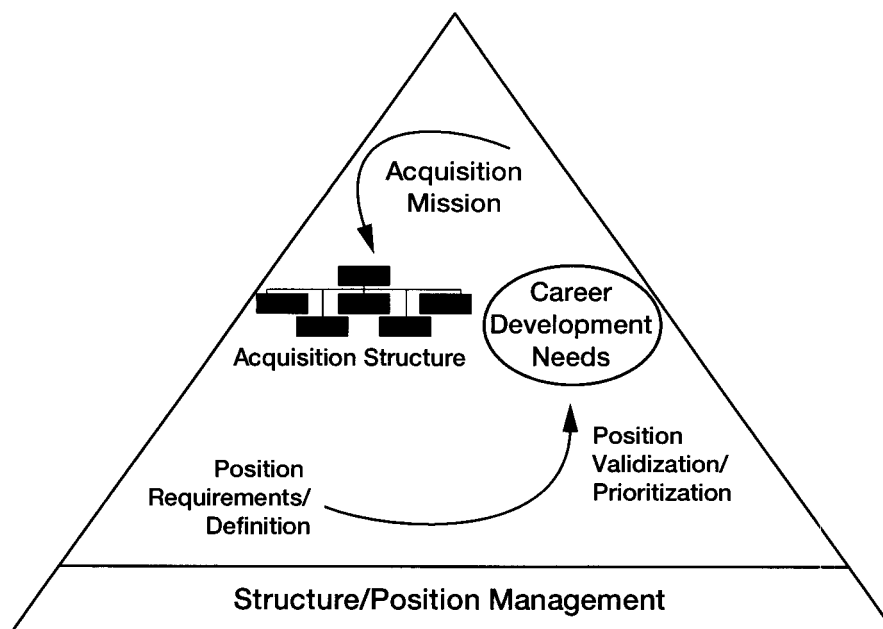 Acquisition
Mission
Career
Development
Needs
Acquisition Structure
Position
Validization/
Prioritization
Position
Requirements/
Definition
Structure/Position Management